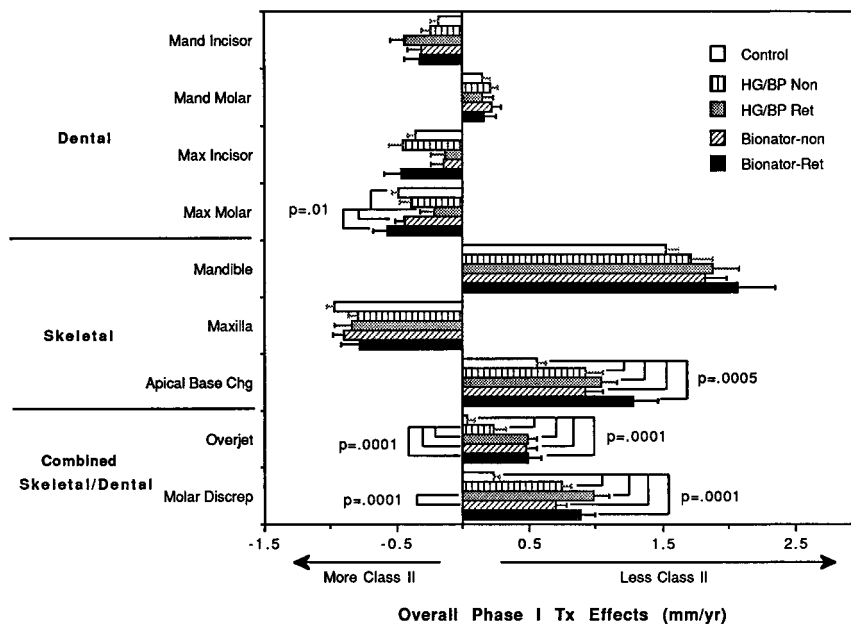 Mand Incisor
Mand Molar
Dental
Max Incisor
Max Molar
p=.01
Mandible
Skeletal
Maxilla
Apical Base Chg
p=.0005
Overjet
p=.0001
p=.0001
Combined
Skeletal/Dental
Molar Discrep
p=.0001
p=.0001
Control
HG/BP Non
HG/BP Ret
Bionator-non
Bionator-Ret
-1.5 -0.5 0.5 1.5 2.5
More Class II Less Class II
Overall Phase I Tx Effects (mm/yr)